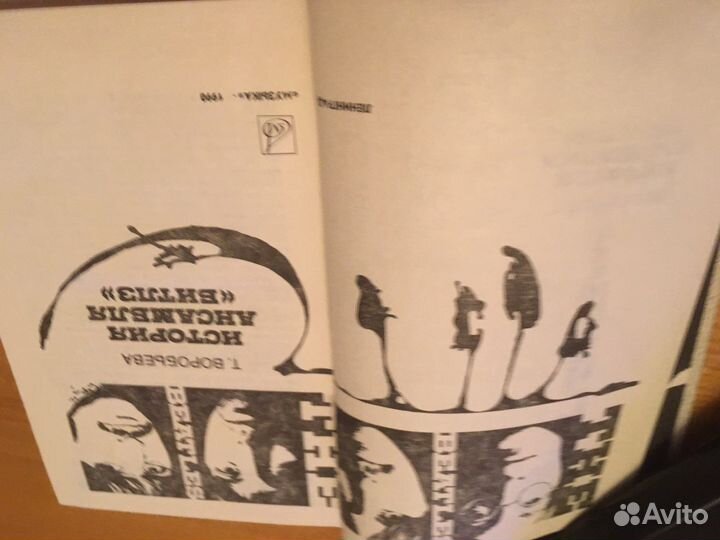 THE
BEATLES
Т. ВОРОБЬЕВА
ИСТОРИЯ
АНСАМБЛЯ
«БИТЛЗ»
«МУЗЫКА» · 1990
THE
BEATLES
ЛЕНИНГРАД
Avito